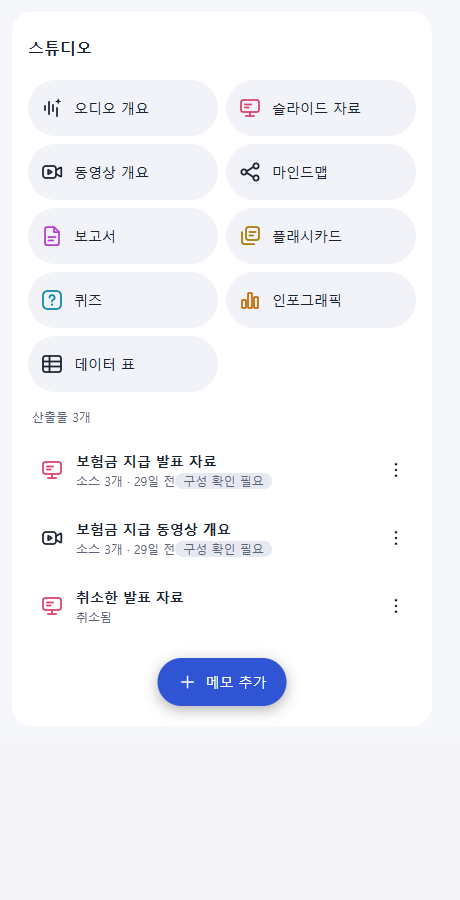 스튜디오
오디오 개요
슬라이드 자료
동영상 개요
마인드맵
보고서
플래시카드
퀴즈
인포그래픽
데이터 표
산출물 3개
보험금 지급 발표 자료
소스 3개 · 29일 전 구성 확인 필요
보험금 지급 동영상 개요
소스 3개 · 29일 전 구성 확인 필요
취소한 발표 자료
취소됨
메모 추가